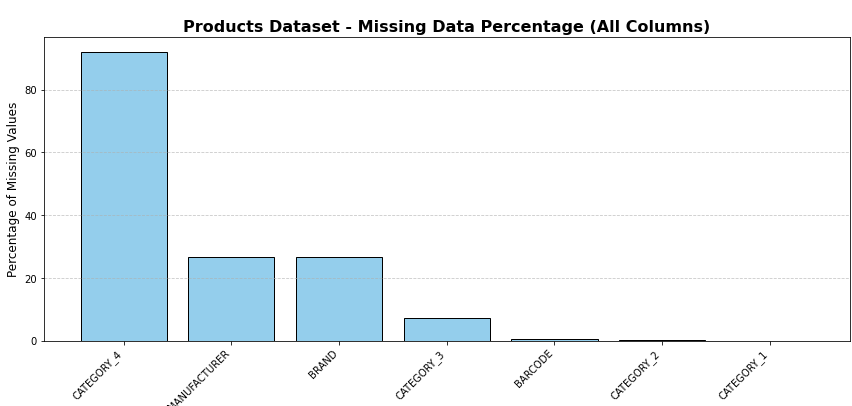 Products Dataset - Missing Data Percentage (All Columns)
Percentage of Missing Values
80
60
40
20
0
CATEGORY_4
MANUFACTURER
BRAND
CATEGORY_3
BARCODE
CATEGORY_2
CATEGORY_1